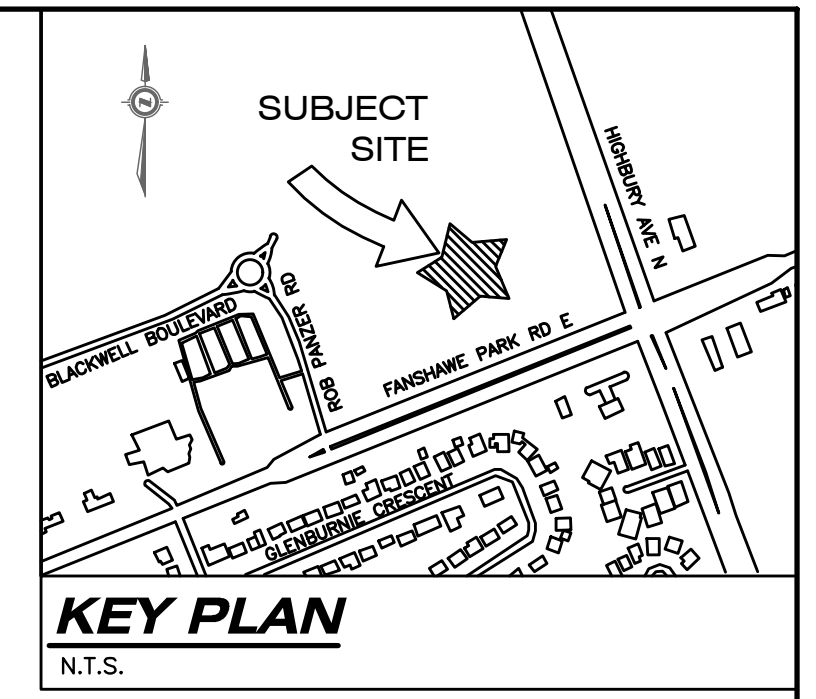 SUBJECT
SITE
N
HIGHBURY AVE N
BLACKWELL BOULEVARD
ROB PANZER RD
FANSHAWE PARK RD E
GLENBURNIE CRESCENT
KEY PLAN
N.T.S.